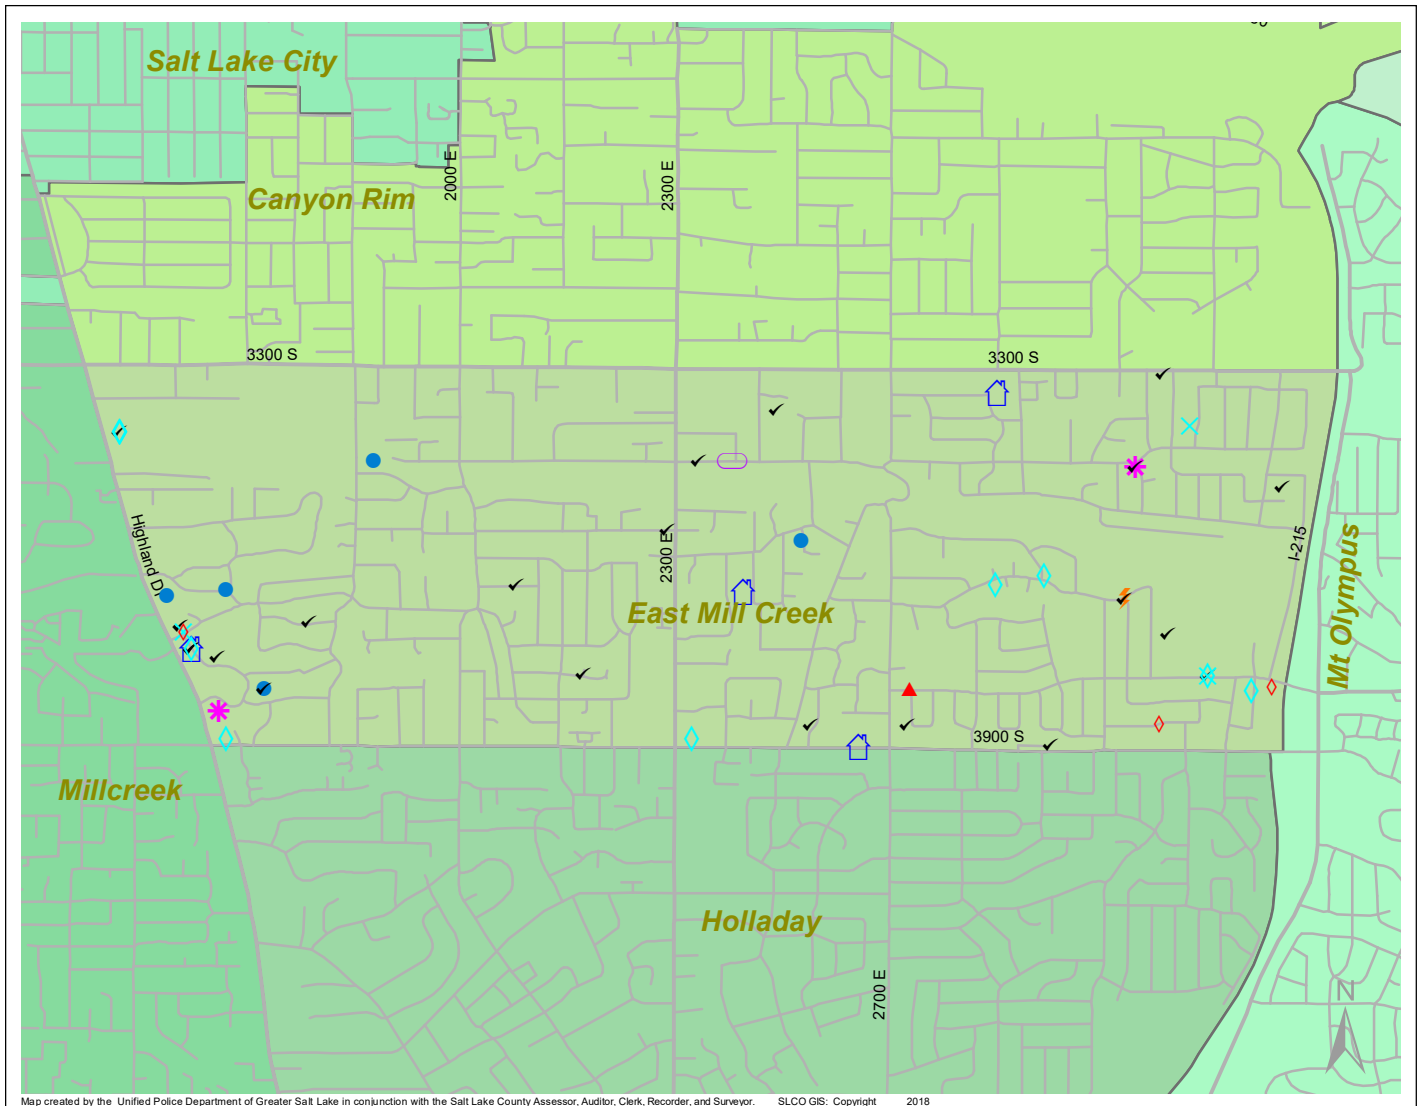 Salt Lake City
Canyon Rim
2000 E
2300 E
3300 S
3300 S
Highland Dr
2300 E
East Mill Creek
I-215
Mt Olympus
3900 S
Millcreek
Holladay
2700 E
N
Map created by the Unified Police Department of Greater Salt Lake in conjunction with the Salt Lake County Assessor, Auditor, Clerk, Recorder, and Surveyor. SLCO GIS: Copyright 2018